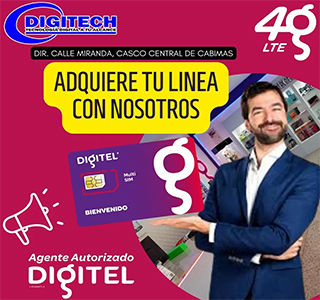 DIGITECH
TECNOLOGIA DIGITAL A TU ALCANCE
4G
LTE
DIR. CALLE MIRANDA, CASCO CENTRAL DE CABIMAS
ADQUIERE TU LINEA
CON NOSOTROS
DIGITEL
Multi
SIM
BIENVENIDO
Agente Autorizado
DIGITEL